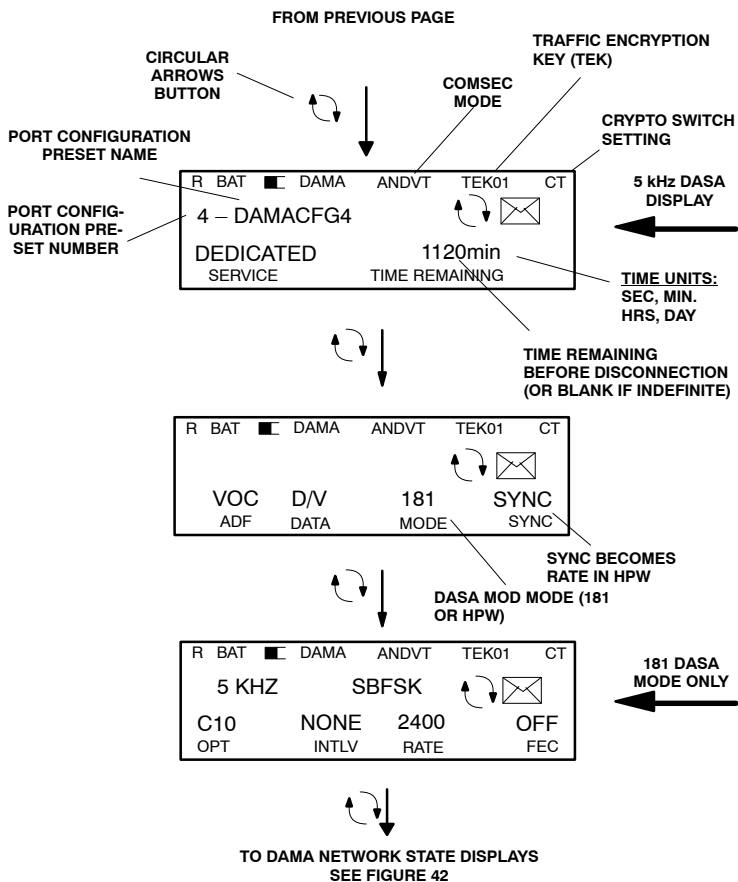 FROM PREVIOUS PAGE
CIRCULAR
ARROWS
BUTTON
COMSEC
MODE
TRAFFIC ENCRYPTION
KEY (TEK)
CRYPTO SWITCH
SETTING
PORT CONFIGURATION
PRESET NAME
PORT CONFIG-
URATION PRE-
SET NUMBER
R BAT DAMA ANDVT TEK01 CT
4 – DAMACFG4
DEDICATED 1120min
SERVICE TIME REMAINING
5 kHz DASA
DISPLAY
TIME UNITS:
SEC, MIN.
HRS, DAY
TIME REMAINING
BEFORE DISCONNECTION
(OR BLANK IF INDEFINITE)
R BAT DAMA ANDVT TEK01 CT
VOC D/V 181 SYNC
ADF DATA MODE SYNC
SYNC BECOMES
RATE IN HPW
DASA MOD MODE (181
OR HPW)
R BAT DAMA ANDVT TEK01 CT
5 KHZ SBFSK
C10 NONE 2400 OFF
OPT INTLV RATE FEC
181 DASA
MODE ONLY
TO DAMA NETWORK STATE DISPLAYS
SEE FIGURE 42